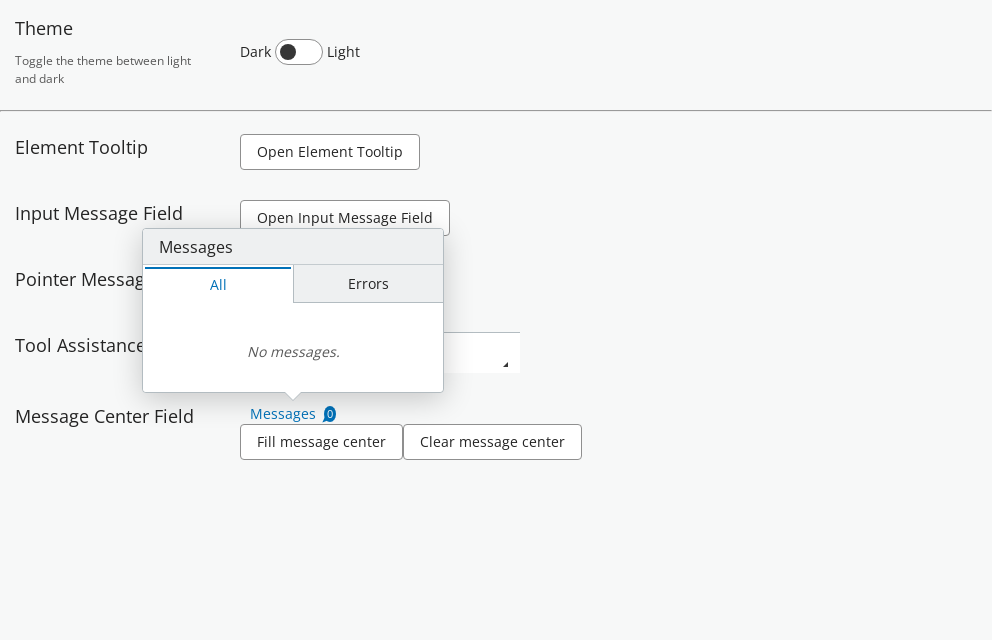 Theme
Toggle the theme between light
and dark
Dark Light
Element Tooltip
Open Element Tooltip
Input Message Field
Open Input Message Field
Messages
Pointer Messag
All
Errors
Tool Assistance
No messages.
Message Center Field
Messages 0
Fill message center
Clear message center